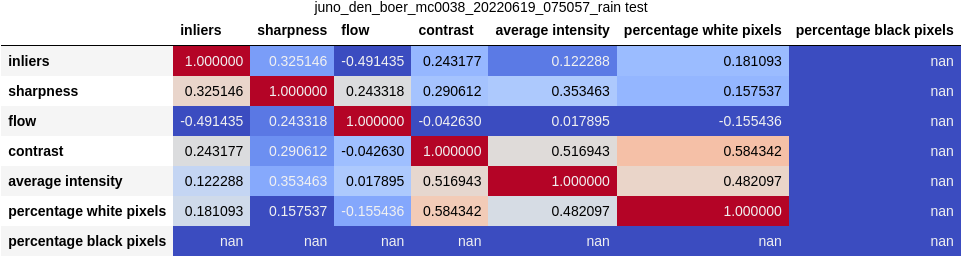 juno_den_boer_mc0038_20220619_075057_rain test
inliers sharpness flow contrast average intensity percentage white pixels percentage black pixels
inliers 1.000000 0.325146 -0.491435 0.243177 0.122288 0.181093 nan
sharpness 0.325146 1.000000 0.243318 0.290612 0.353463 0.157537 nan
flow -0.491435 0.243318 1.000000 -0.042630 0.017895 -0.155436 nan
contrast 0.243177 0.290612 -0.042630 1.000000 0.516943 0.584342 nan
average intensity 0.122288 0.353463 0.017895 0.516943 1.000000 0.482097 nan
percentage white pixels 0.181093 0.157537 -0.155436 0.584342 0.482097 1.000000 nan
percentage black pixels nan nan nan nan nan nan nan